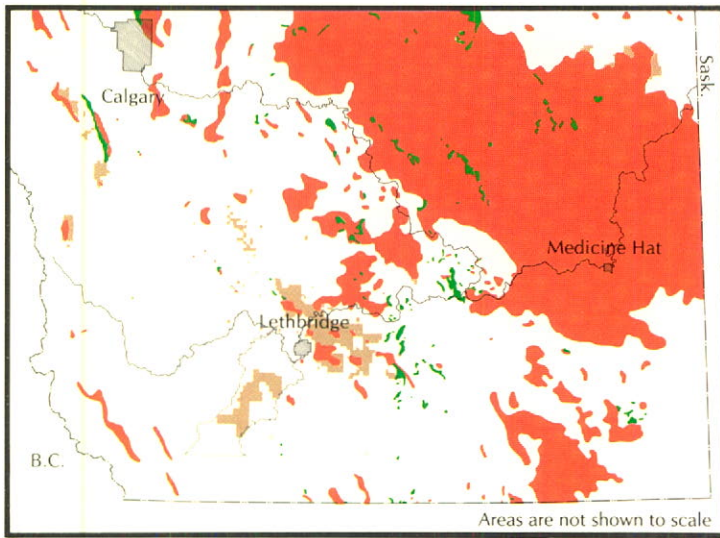 Calgary
Sask.
Medicine Hat
Lethbridge
B.C.
Areas are not shown to scale